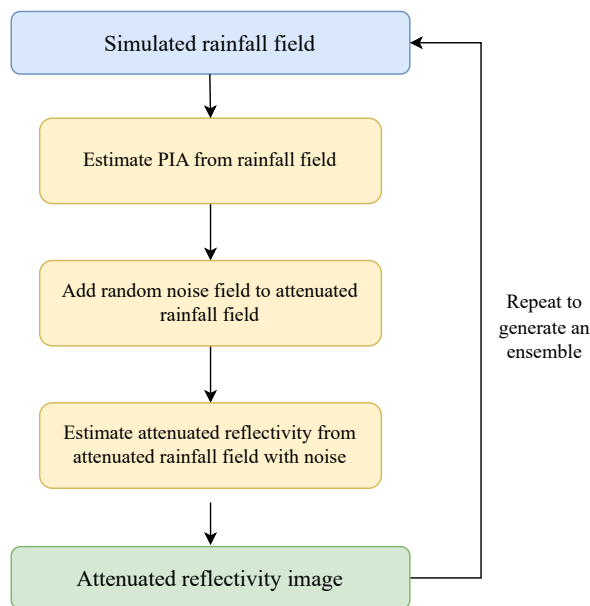 Simulated rainfall field
Estimate PIA from rainfall field
Add random noise field to attenuated
rainfall field
Repeat to
generate an
ensemble
Estimate attenuated reflectivity from
attenuated rainfall field with noise
Attenuated reflectivity image